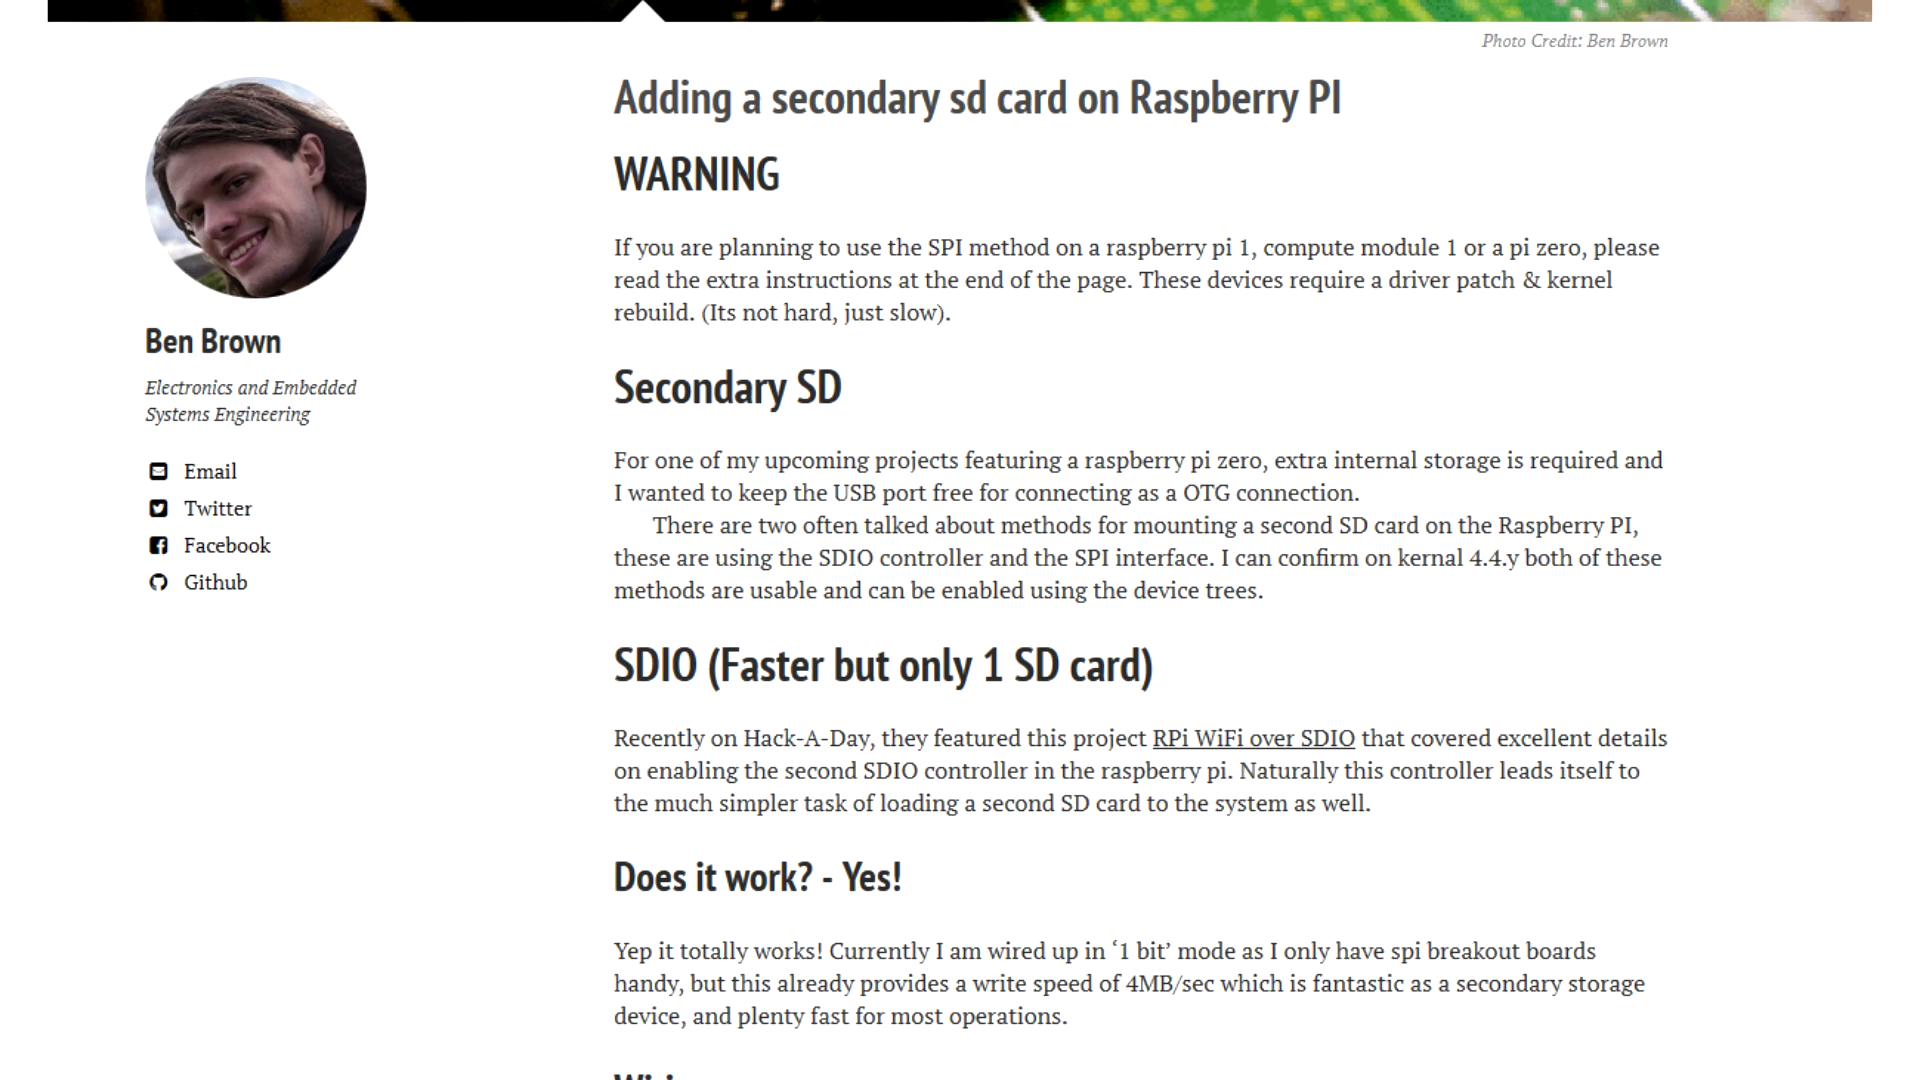 Photo Credit: Ben Brown
Ben Brown
Electronics and Embedded
Systems Engineering
Email
Twitter
Facebook
Github
Adding a secondary sd card on Raspberry PI
WARNING
If you are planning to use the SPI method on a raspberry pi 1, compute module 1 or a pi zero, please
read the extra instructions at the end of the page. These devices require a driver patch & kernel
rebuild. (Its not hard, just slow).
Secondary SD
For one of my upcoming projects featuring a raspberry pi zero, extra internal storage is required and
I wanted to keep the USB port free for connecting as a OTG connection.
There are two often talked about methods for mounting a second SD card on the Raspberry PI,
these are using the SDIO controller and the SPI interface. I can confirm on kernal 4.4.y both of these
methods are usable and can be enabled using the device trees.
SDIO (Faster but only 1 SD card)
Recently on Hack-A-Day, they featured this project RPi WiFi over SDIO that covered excellent details
on enabling the second SDIO controller in the raspberry pi. Naturally this controller leads itself to
the much simpler task of loading a second SD card to the system as well.
Does it work? - Yes!
Yep it totally works! Currently I am wired up in ‘1 bit’ mode as I only have spi breakout boards
handy, but this already provides a write speed of 4MB/sec which is fantastic as a secondary storage
device, and plenty fast for most operations.